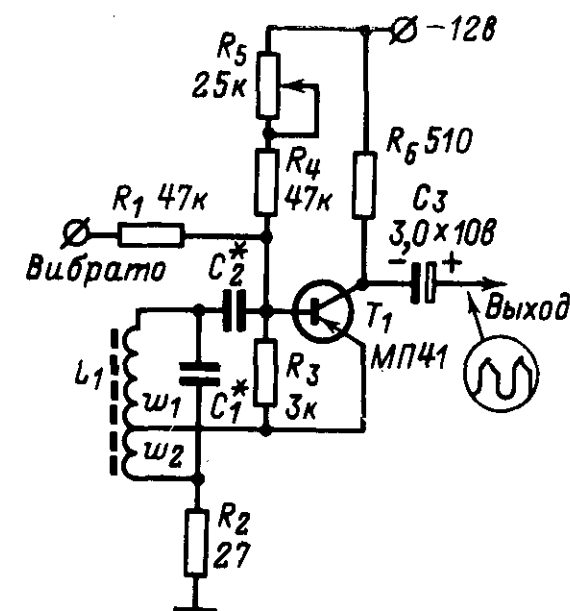 −12в
R5
25к
R4
47к
R6 510
R1 47к
Вибрато
C2*
C3
3,0×10в
−
+
Выход
T1
МП41
L1
w1
w2
C1*
R3
3к
R2
27